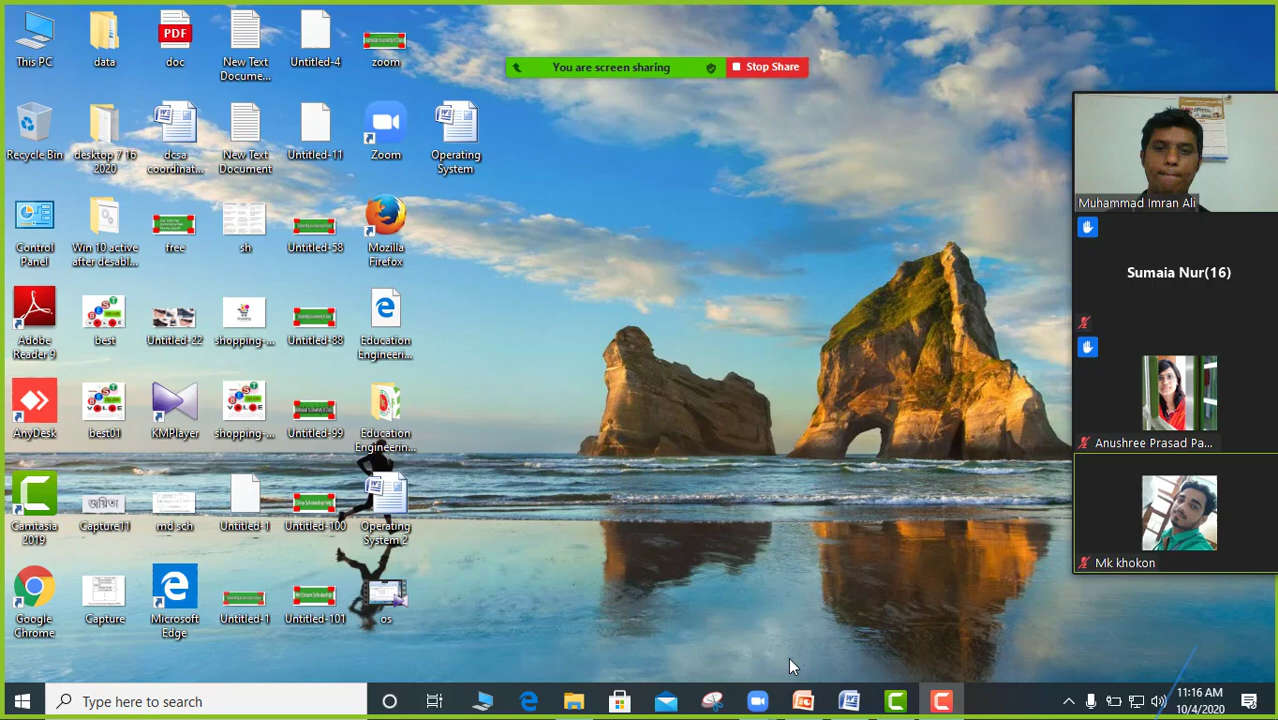 You are screen sharing
Stop Share
This PC
data
PDF
doc
New Text
Docume...
Untitled-4
zoom
Recycle Bin
desktop 7 16
2020
dcsa
coordinat...
New Text
Document
Untitled-11
Zoom
Operating
System
Control
Panel
Win 10 active
after desabl...
free
sh
Untitled-58
Mozilla
Firefox
Adobe
Reader 9
best
Untitled-22
shopping-...
Untitled-88
Education
Engineeri...
AnyDesk
best01
KMPlayer
shopping-...
Untitled-99
Education
Engineerin...
Camtasia
2019
জয়িতা
Capture11
md sch
Untitled-1
Untitled-100
Operating
System 2
Google
Chrome
Capture
Microsoft
Edge
Untitled-1
Untitled-101
os
Muhammad Imran Ali
Sumaia Nur(16)
Anushree Prasad Pa...
Mk khokon
Type here to search
11:16 AM
10/4/2020